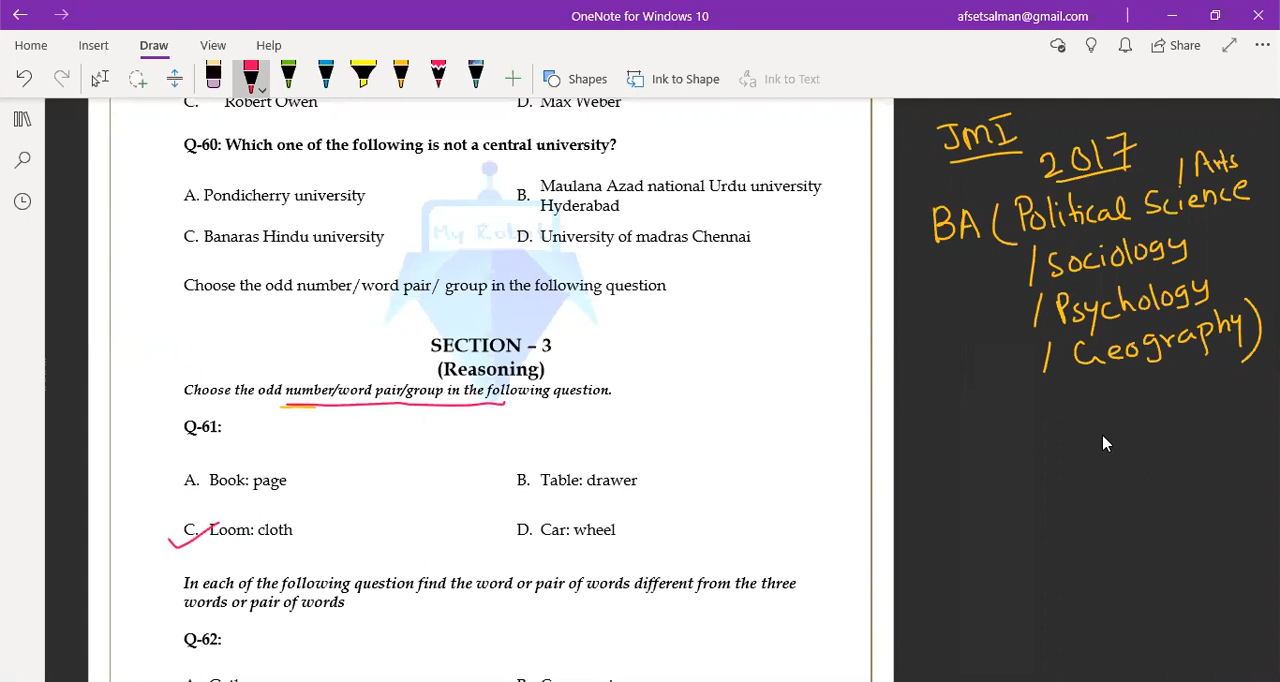 OneNote for Windows 10
afsetsalman@gmail.com
Home Insert Draw View Help
Share
Shapes Ink to Shape Ink to Text
C. Robert Owen D. Max Weber
Q-60: Which one of the following is not a central university?
A. Pondicherry university B. Maulana Azad national Urdu university
Hyderabad
C. Banaras Hindu university D. University of madras Chennai
My Robot
Choose the odd number/word pair/ group in the following question
SECTION – 3
(Reasoning)
Choose the odd number/word pair/group in the following question.
Q-61:
A. Book: page B. Table: drawer
C. Loom: cloth D. Car: wheel
In each of the following question find the word or pair of words different from the three
words or pair of words
Q-62:
JMI
2017
/ Arts
BA (Political Science
/ Sociology
/ Psychology
/ Geography)